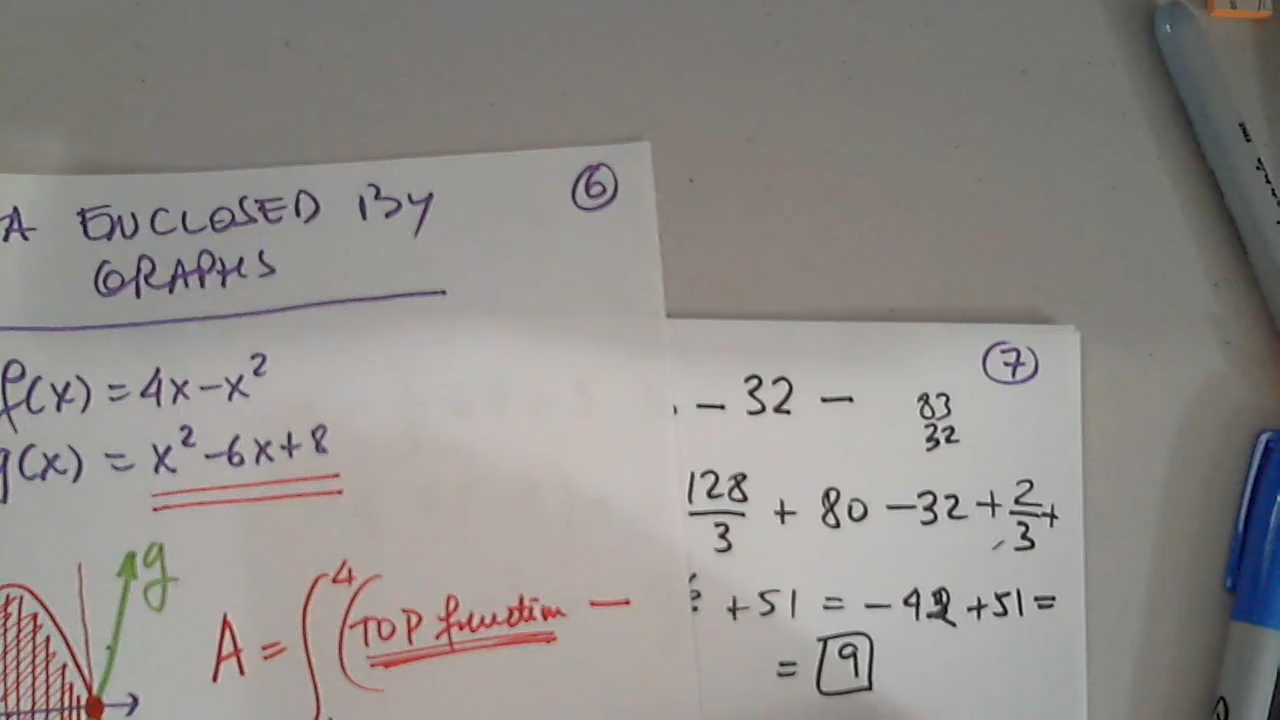 A ENCLOSED BY
GRAPHS
6
f(x) = 4x-x²
g(x) = x²-6x+8
g
A = ∫⁴ (TOP function —
7
- 32 -
83
32
128/3 + 80 -32 + 2/3 +
+51 = -42 +51 =
= 9